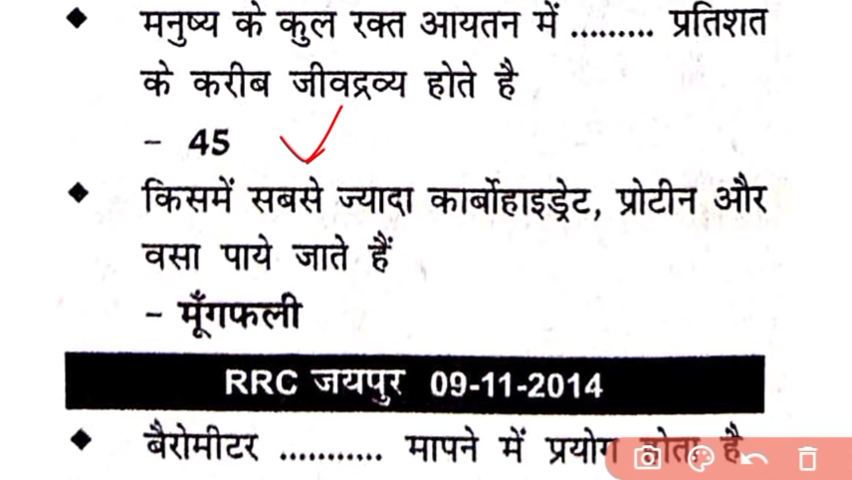 ◆ मनुष्य के कुल रक्त आयतन में ......... प्रतिशत
के करीब जीवद्रव्य होते है
- 45
◆ किसमें सबसे ज्यादा कार्बोहाइड्रेट, प्रोटीन और
वसा पाये जाते हैं
- मूँगफली
RRC जयपुर 09-11-2014
◆ बैरोमीटर ........... मापने में प्रयोग होता है